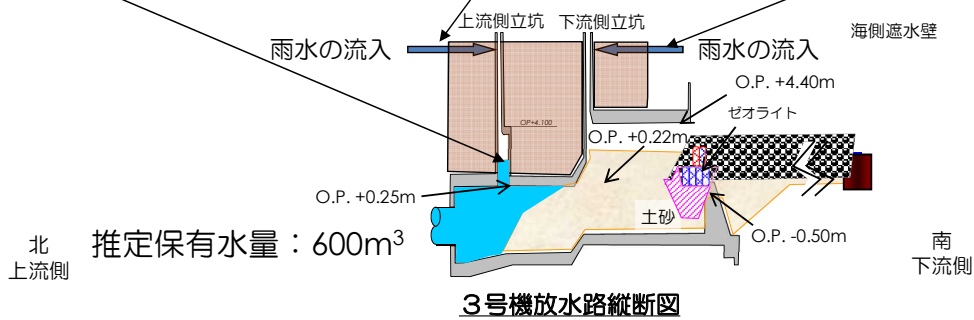 上流側立坑
下流側立坑
海側遮水壁
雨水の流入
雨水の流入
O.P. +4.40m
ゼオライト
OP+4.100
O.P. +0.22m
O.P. +0.25m
土砂
O.P. -0.50m
北
上流側
推定保有水量：600m³
南
下流側
３号機放水路縦断図